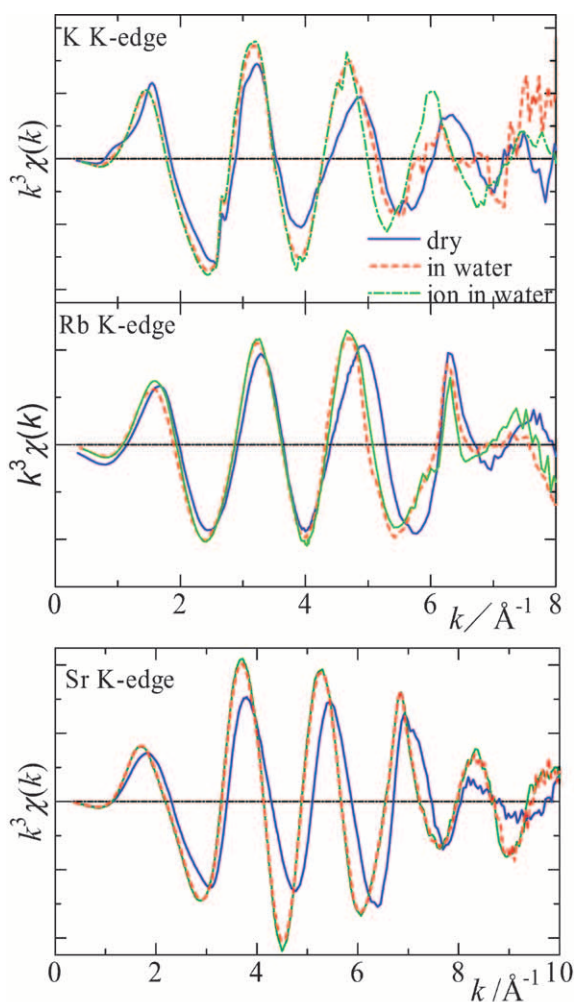 K K-edge
k³χ(k)
dry
in water
ion in water
Rb K-edge
k³χ(k)
0 2 4 6 8
k/Å⁻¹
Sr K-edge
k³χ(k)
0 2 4 6 8 10
k/Å⁻¹